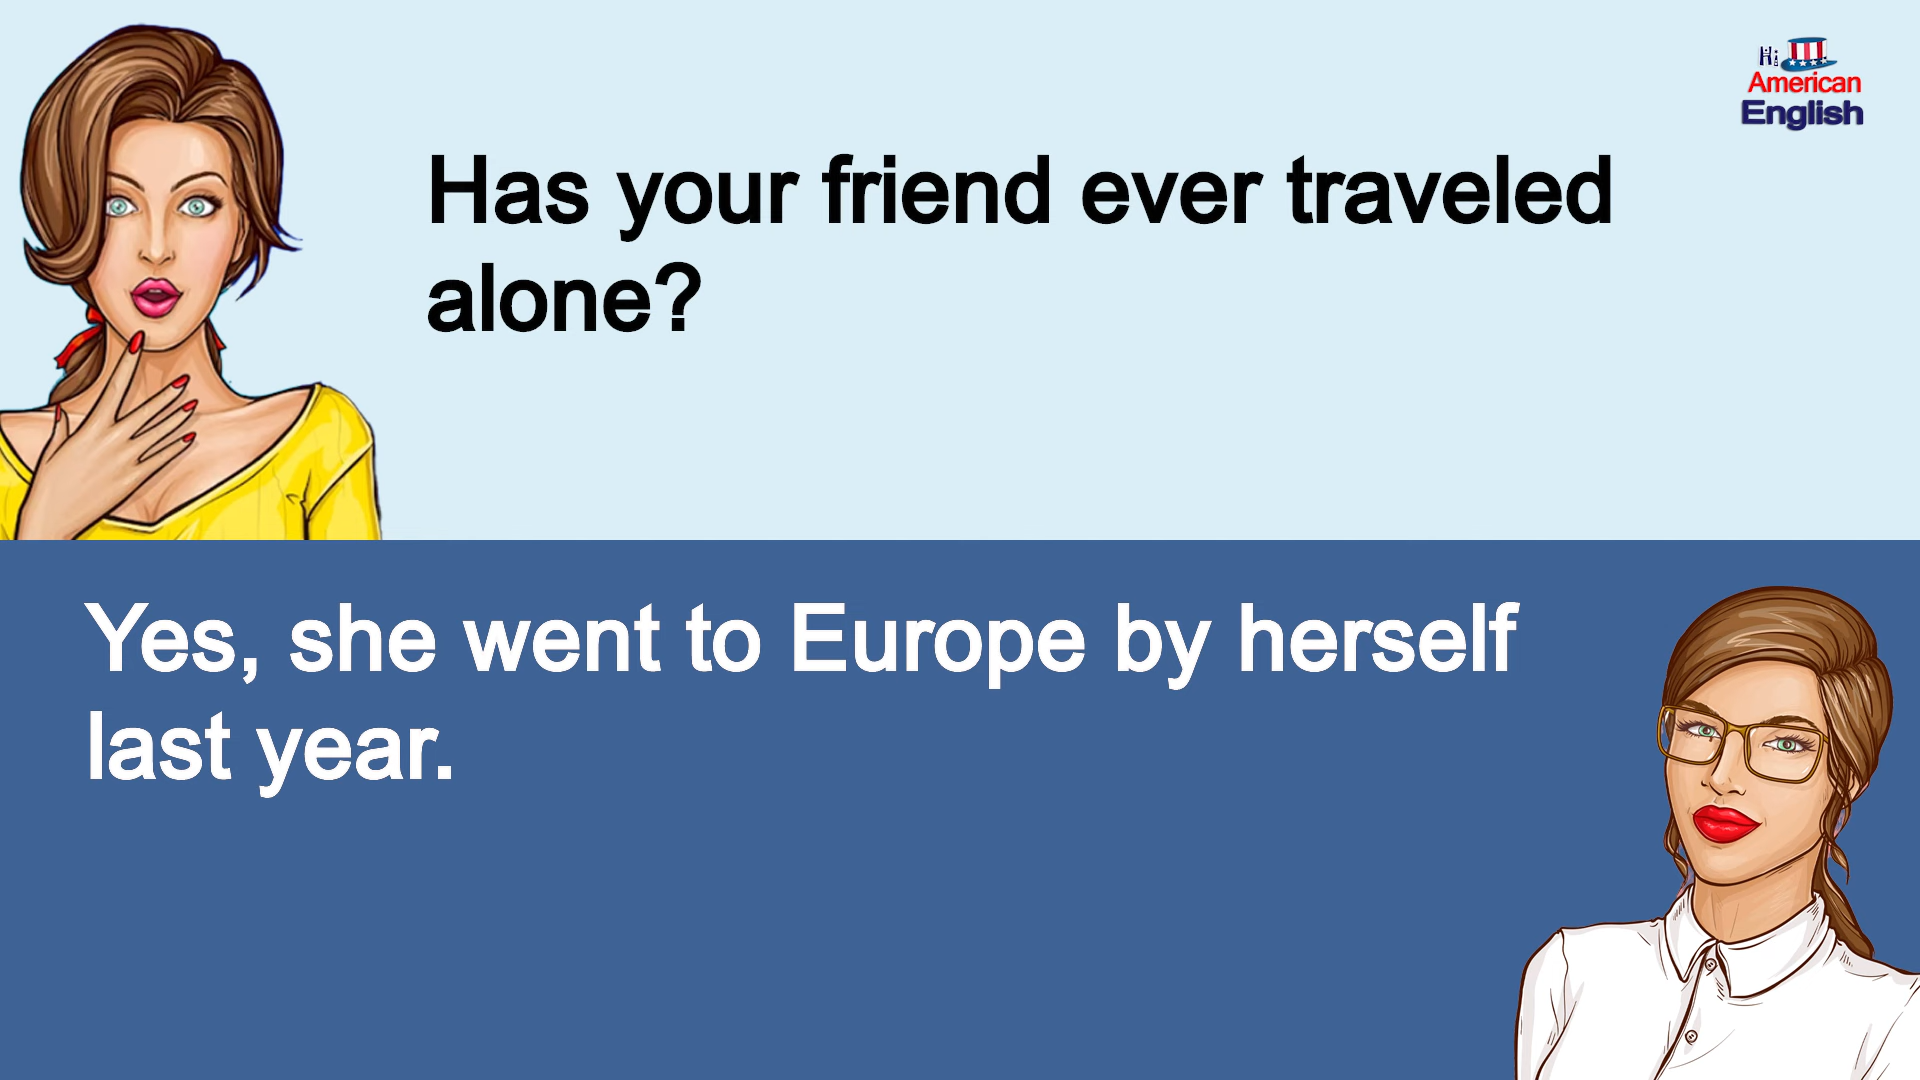 Hi
American
English
Has your friend ever traveled
alone?
Yes, she went to Europe by herself
last year.